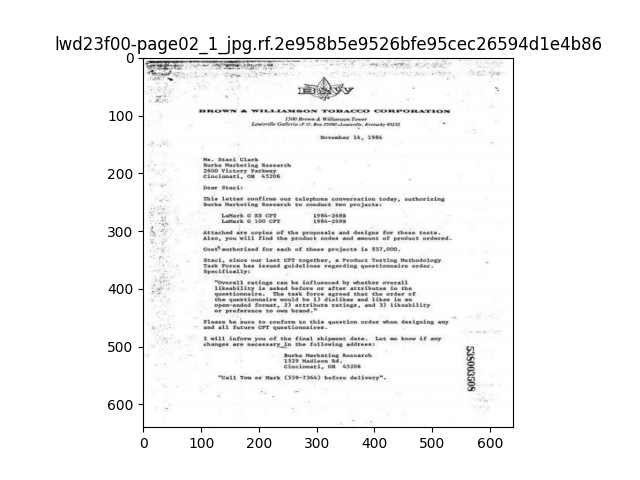 lwd23f00-page02_1_jpg.rf.2e958b5e9526bfe95cec26594d1e4b86
B&W
BROWN & WILLIAMSON TOBACCO CORPORATION
1500 Brown & Williamson Tower
Louisville Galleria • P.O. Box 35090 • Louisville, Kentucky 40232
November 14, 1984
Ms. Staci Clark
Burke Marketing Research
2600 Victory Parkway
Cincinnati, OH 45206
Dear Staci:
This letter confirms our telephone conversation today, authorizing
Burke Marketing Research to conduct two projects:
LaMark G KS CPT 1984-268B
LaMark G 100 CPT 1984-269B
Attached are copies of the proposals and designs for these tests.
Also, you will find the product codes and amount of product ordered.
Cost authorized for each of these projects is $57,000.
Staci, since our last CPT together, a Product Testing Methodology
Task Force has issued guidelines regarding questionnaire order.
Specifically:
"Overall ratings can be influenced by whether overall
likeability is asked before or after attributes in the
questionnaire. The task force agreed that the order of
the questionnaire would be 1) dislikes and likes in an
open-ended format, 2) attribute ratings, and 3) likeability
or preference to own brand."
Please be sure to conform to this question order when designing any
and all future CPT questionnaires.
I will inform you of the final shipment date. Let me know if any
changes are necessary in the following address:
Burke Marketing Research
1529 Madison Rd.
Cincinnati, OH 45206
"Call Tom or Mark (559-7364) before delivery".
538003508
0
100
200
300
400
500
600
0 100 200 300 400 500 600